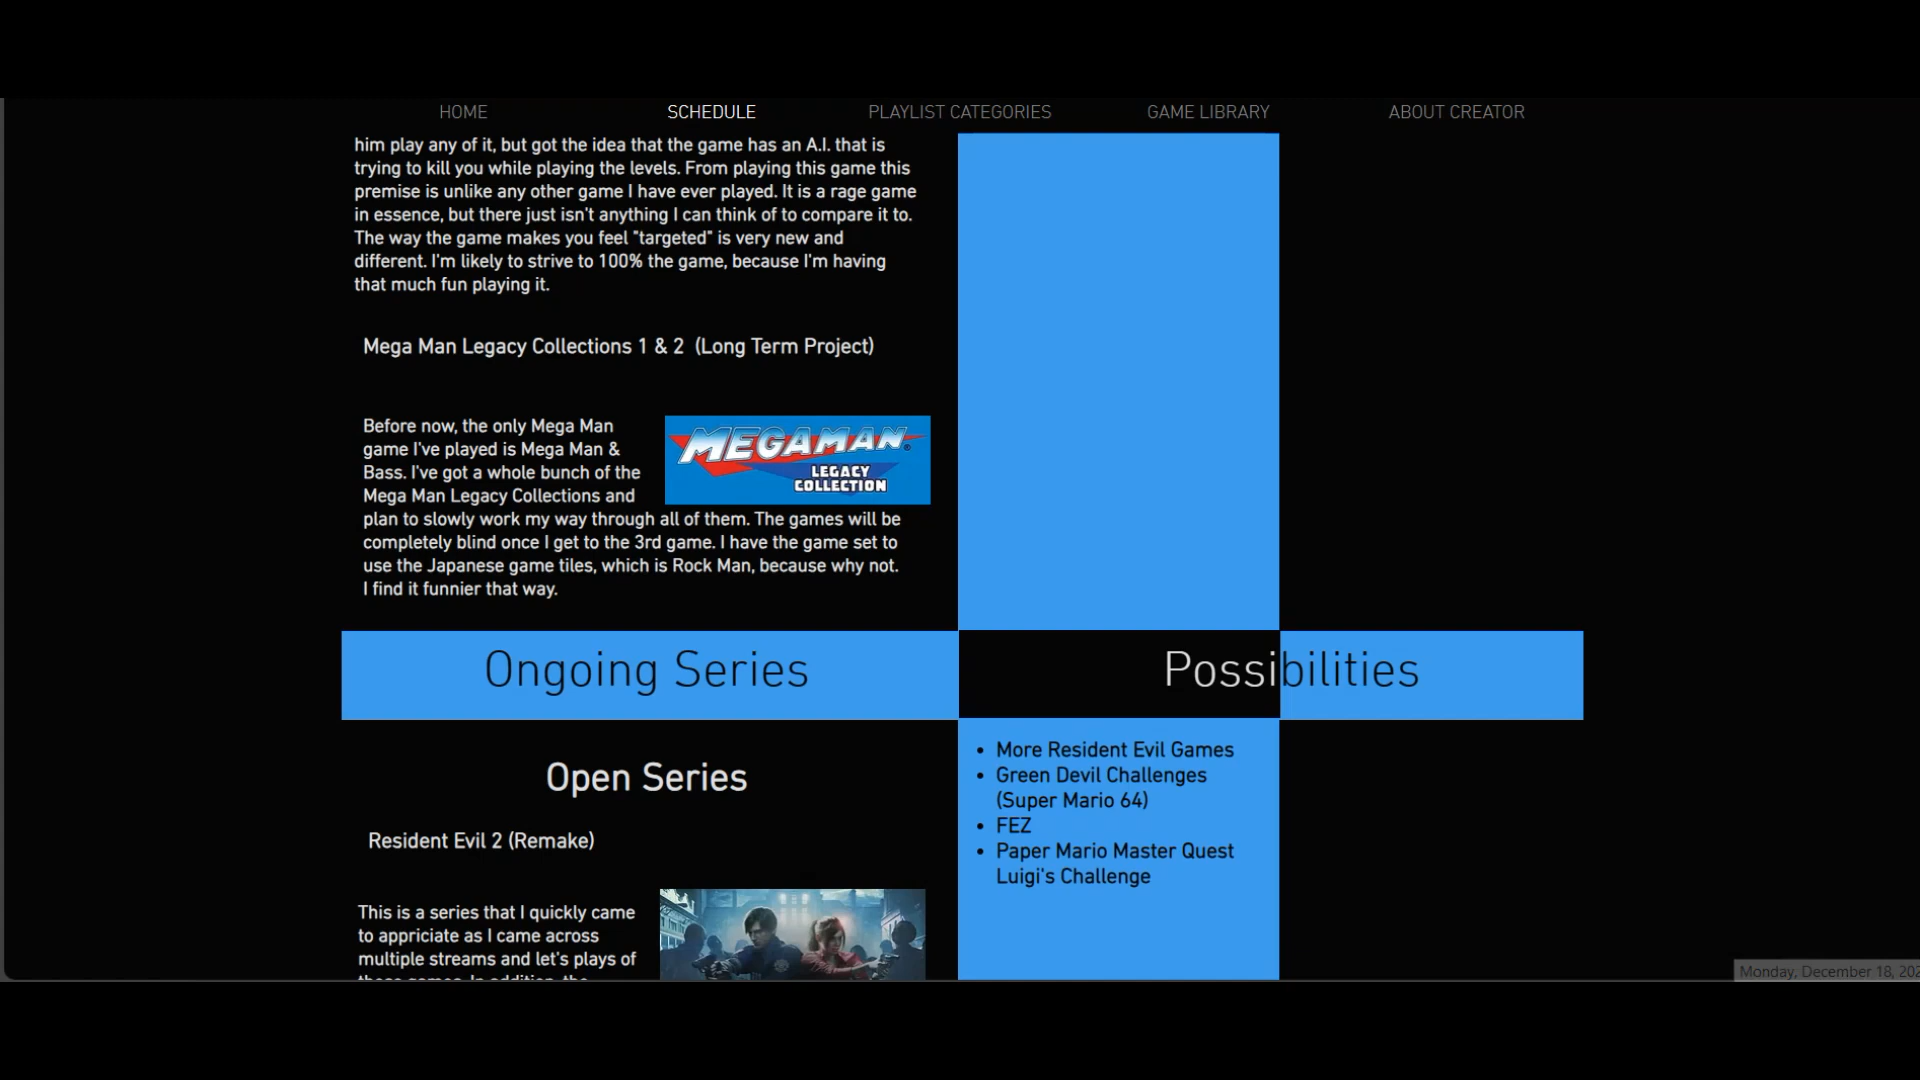 HOME SCHEDULE PLAYLIST CATEGORIES GAME LIBRARY ABOUT CREATOR
him play any of it, but got the idea that the game has an A.I. that is
trying to kill you while playing the levels. From playing this game this
premise is unlike any other game I have ever played. It is a rage game
in essence, but there just isn't anything I can think of to compare it to.
The way the game makes you feel "targeted" is very new and
different. I'm likely to strive to 100% the game, because I'm having
that much fun playing it.
Mega Man Legacy Collections 1 & 2 (Long Term Project)
Before now, the only Mega Man
game I've played is Mega Man &
Bass. I've got a whole bunch of the
Mega Man Legacy Collections and
plan to slowly work my way through all of them. The games will be
completely blind once I get to the 3rd game. I have the game set to
use the Japanese game tiles, which is Rock Man, because why not.
I find it funnier that way.
MEGAMAN
LEGACY
COLLECTION
Ongoing Series
Possibilities
Open Series
Resident Evil 2 (Remake)
This is a series that I quickly came
to appriciate as I came across
multiple streams and let's plays of
these games. In addition, the
• More Resident Evil Games
• Green Devil Challenges
(Super Mario 64)
• FEZ
• Paper Mario Master Quest
Luigi's Challenge
Monday, December 18, 202